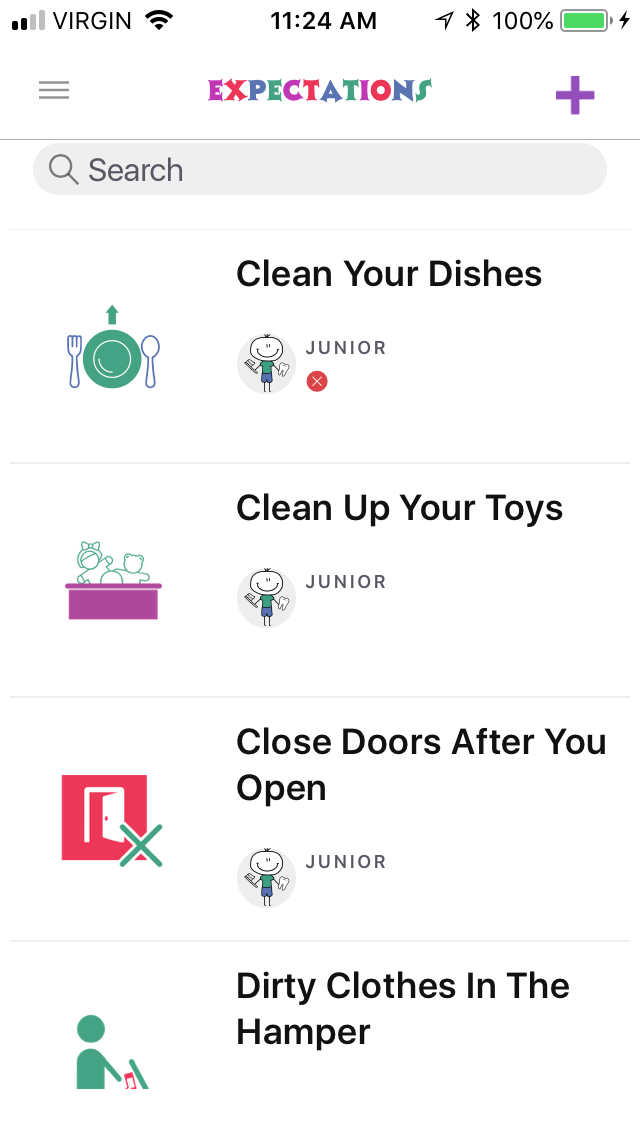 VIRGIN 11:24 AM 100%
EXPECTATIONS
Search
Clean Your Dishes
JUNIOR
Clean Up Your Toys
JUNIOR
Close Doors After You
Open
JUNIOR
Dirty Clothes In The
Hamper